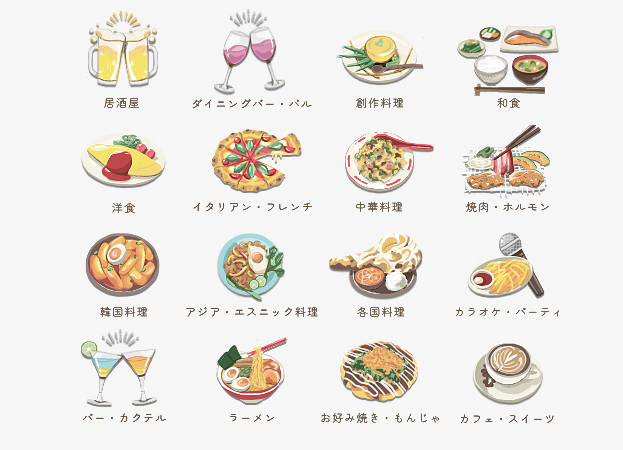 居酒屋
ダイニングバー・バル
創作料理
和食
洋食
イタリアン・フレンチ
中華料理
焼肉・ホルモン
韓国料理
アジア・エスニック料理
各国料理
カラオケ・パーティ
バー・カクテル
ラーメン
お好み焼き・もんじゃ
カフェ・スイーツ